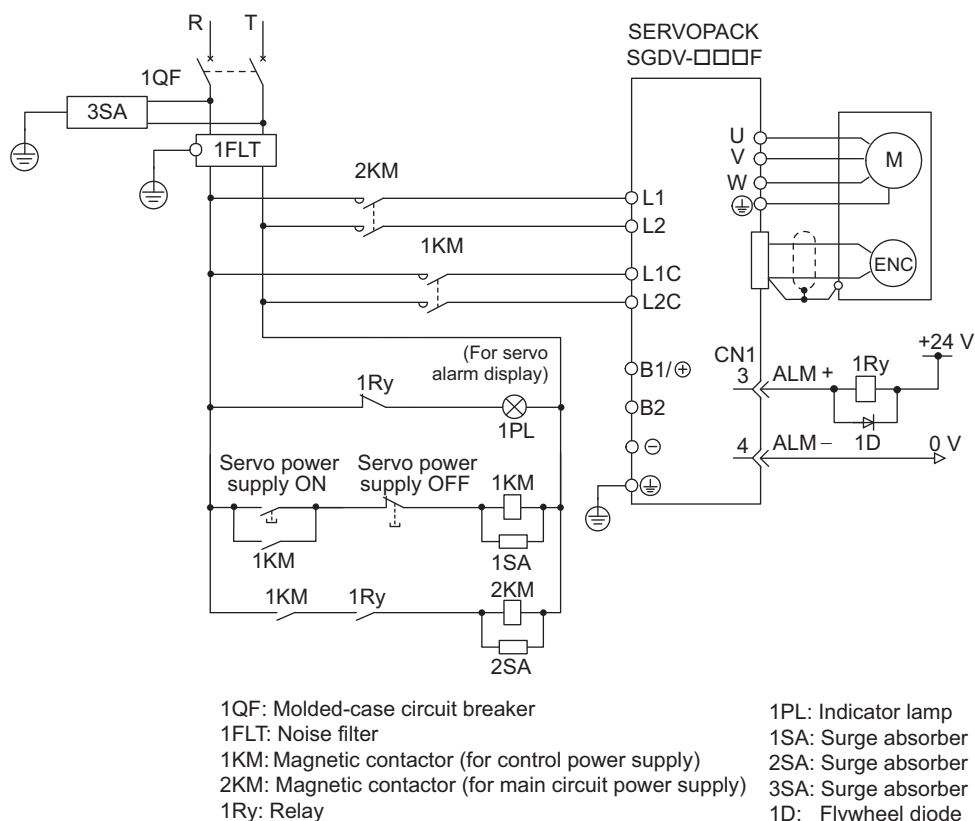 R T
SERVOPACK
SGDV-□□□F
1QF
3SA
1FLT
U
V
W
M
2KM
L1
L2
1KM
L1C
L2C
ENC
(For servo
alarm display)
1Ry
1PL
B1/⊕
B2
⊖
CN1
3 ALM +
1Ry
+24 V
1D
4 ALM −
0 V
Servo power
supply ON
Servo power
supply OFF
1KM
1KM
1SA
1KM
1Ry
2KM
2SA
1QF: Molded-case circuit breaker
1FLT: Noise filter
1KM: Magnetic contactor (for control power supply)
2KM: Magnetic contactor (for main circuit power supply)
1Ry: Relay
1PL: Indicator lamp
1SA: Surge absorber
2SA: Surge absorber
3SA: Surge absorber
1D: Flywheel diode